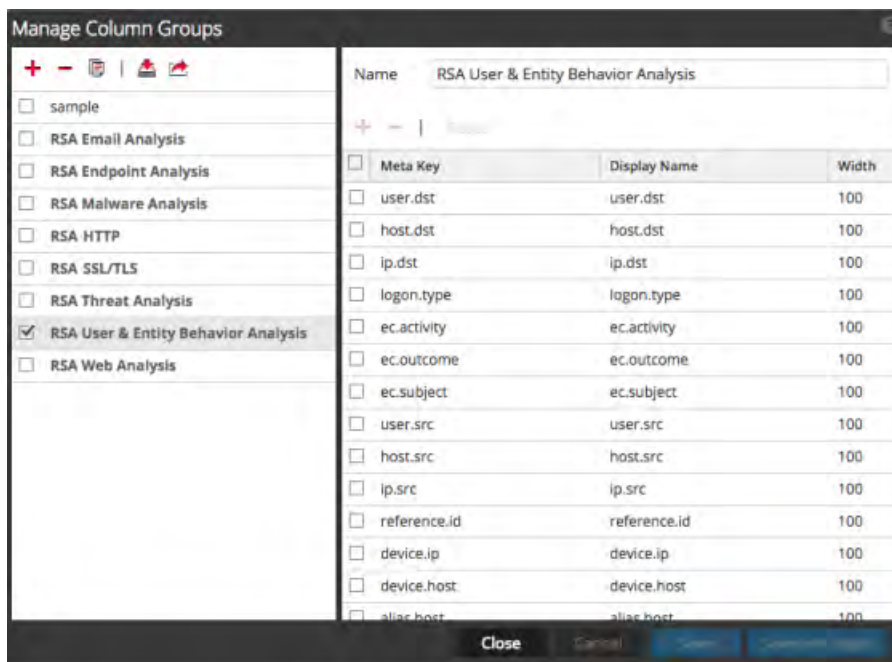 Manage Column Groups
sample
RSA Email Analysis
RSA Endpoint Analysis
RSA Malware Analysis
RSA HTTP
RSA SSL/TLS
RSA Threat Analysis
RSA User & Entity Behavior Analysis
RSA Web Analysis
Name RSA User & Entity Behavior Analysis
Meta Key Display Name Width
user.dst user.dst 100
host.dst host.dst 100
ip.dst ip.dst 100
logon.type logon.type 100
ec.activity ec.activity 100
ec.outcome ec.outcome 100
ec.subject ec.subject 100
user.src user.src 100
host.src host.src 100
ip.src ip.src 100
reference.id reference.id 100
device.ip device.ip 100
device.host device.host 100
alias.host alias.host 100
Close Cancel